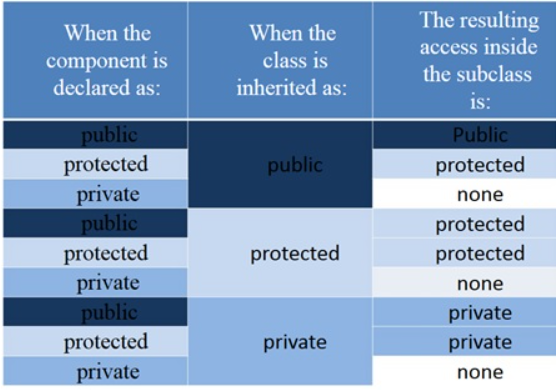 When the
component is
declared as:
When the
class is
inherited as:
The resulting
access inside
the subclass
is:
public
protected
private
public
protected
private
public
protected
private
public
protected
private
Public
protected
none
protected
protected
none
private
private
none